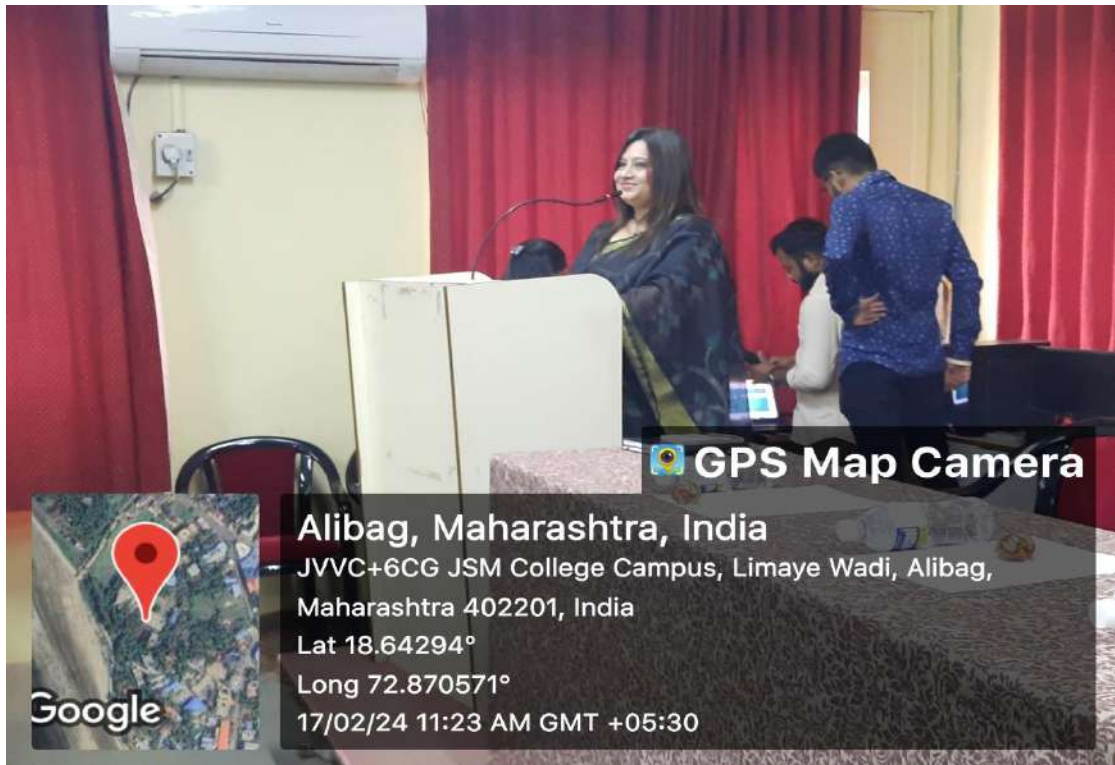 GPS Map Camera
Alibag, Maharashtra, India
JVVC+6CG JSM College Campus, Limaye Wadi, Alibag,
Maharashtra 402201, India
Lat 18.64294°
Long 72.870571°
17/02/24 11:23 AM GMT +05:30
Google